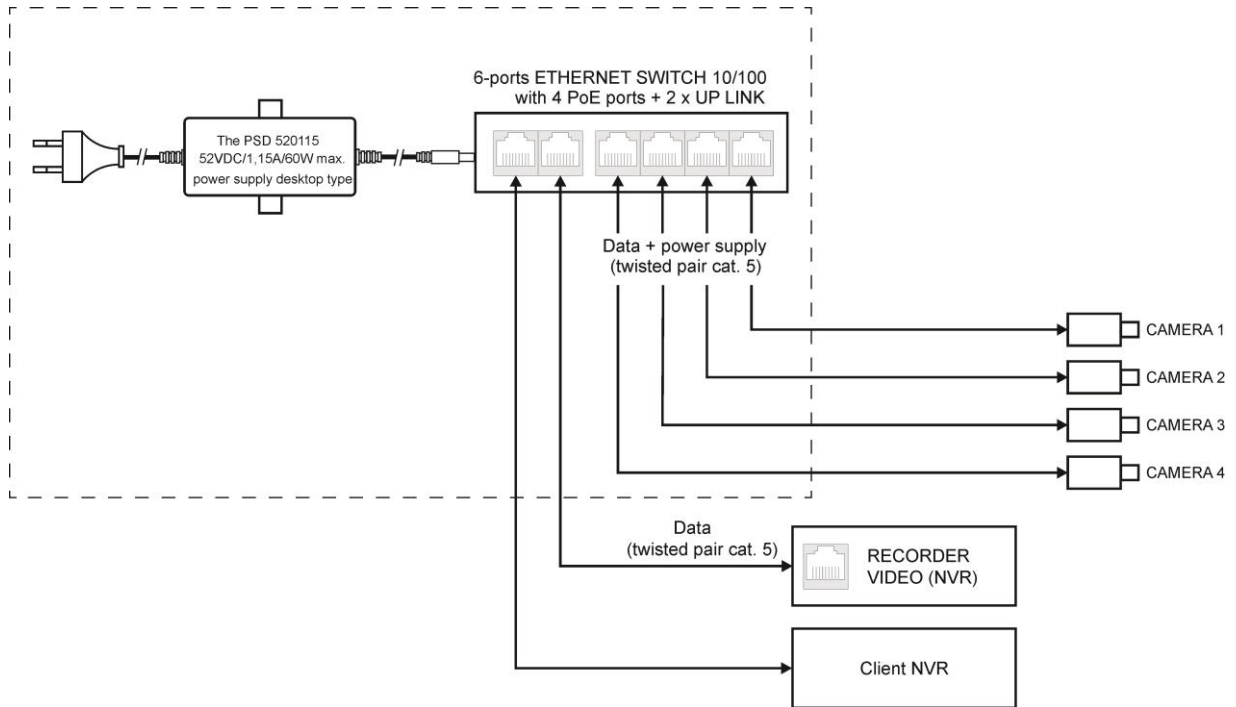 6-ports ETHERNET SWITCH 10/100
with 4 PoE ports + 2 x UP LINK
The PSD 520115
52VDC/1,15A/60W max.
power supply desktop type
Data + power supply
(twisted pair cat. 5)
CAMERA 1
CAMERA 2
CAMERA 3
CAMERA 4
Data
(twisted pair cat. 5)
RECORDER
VIDEO (NVR)
Client NVR